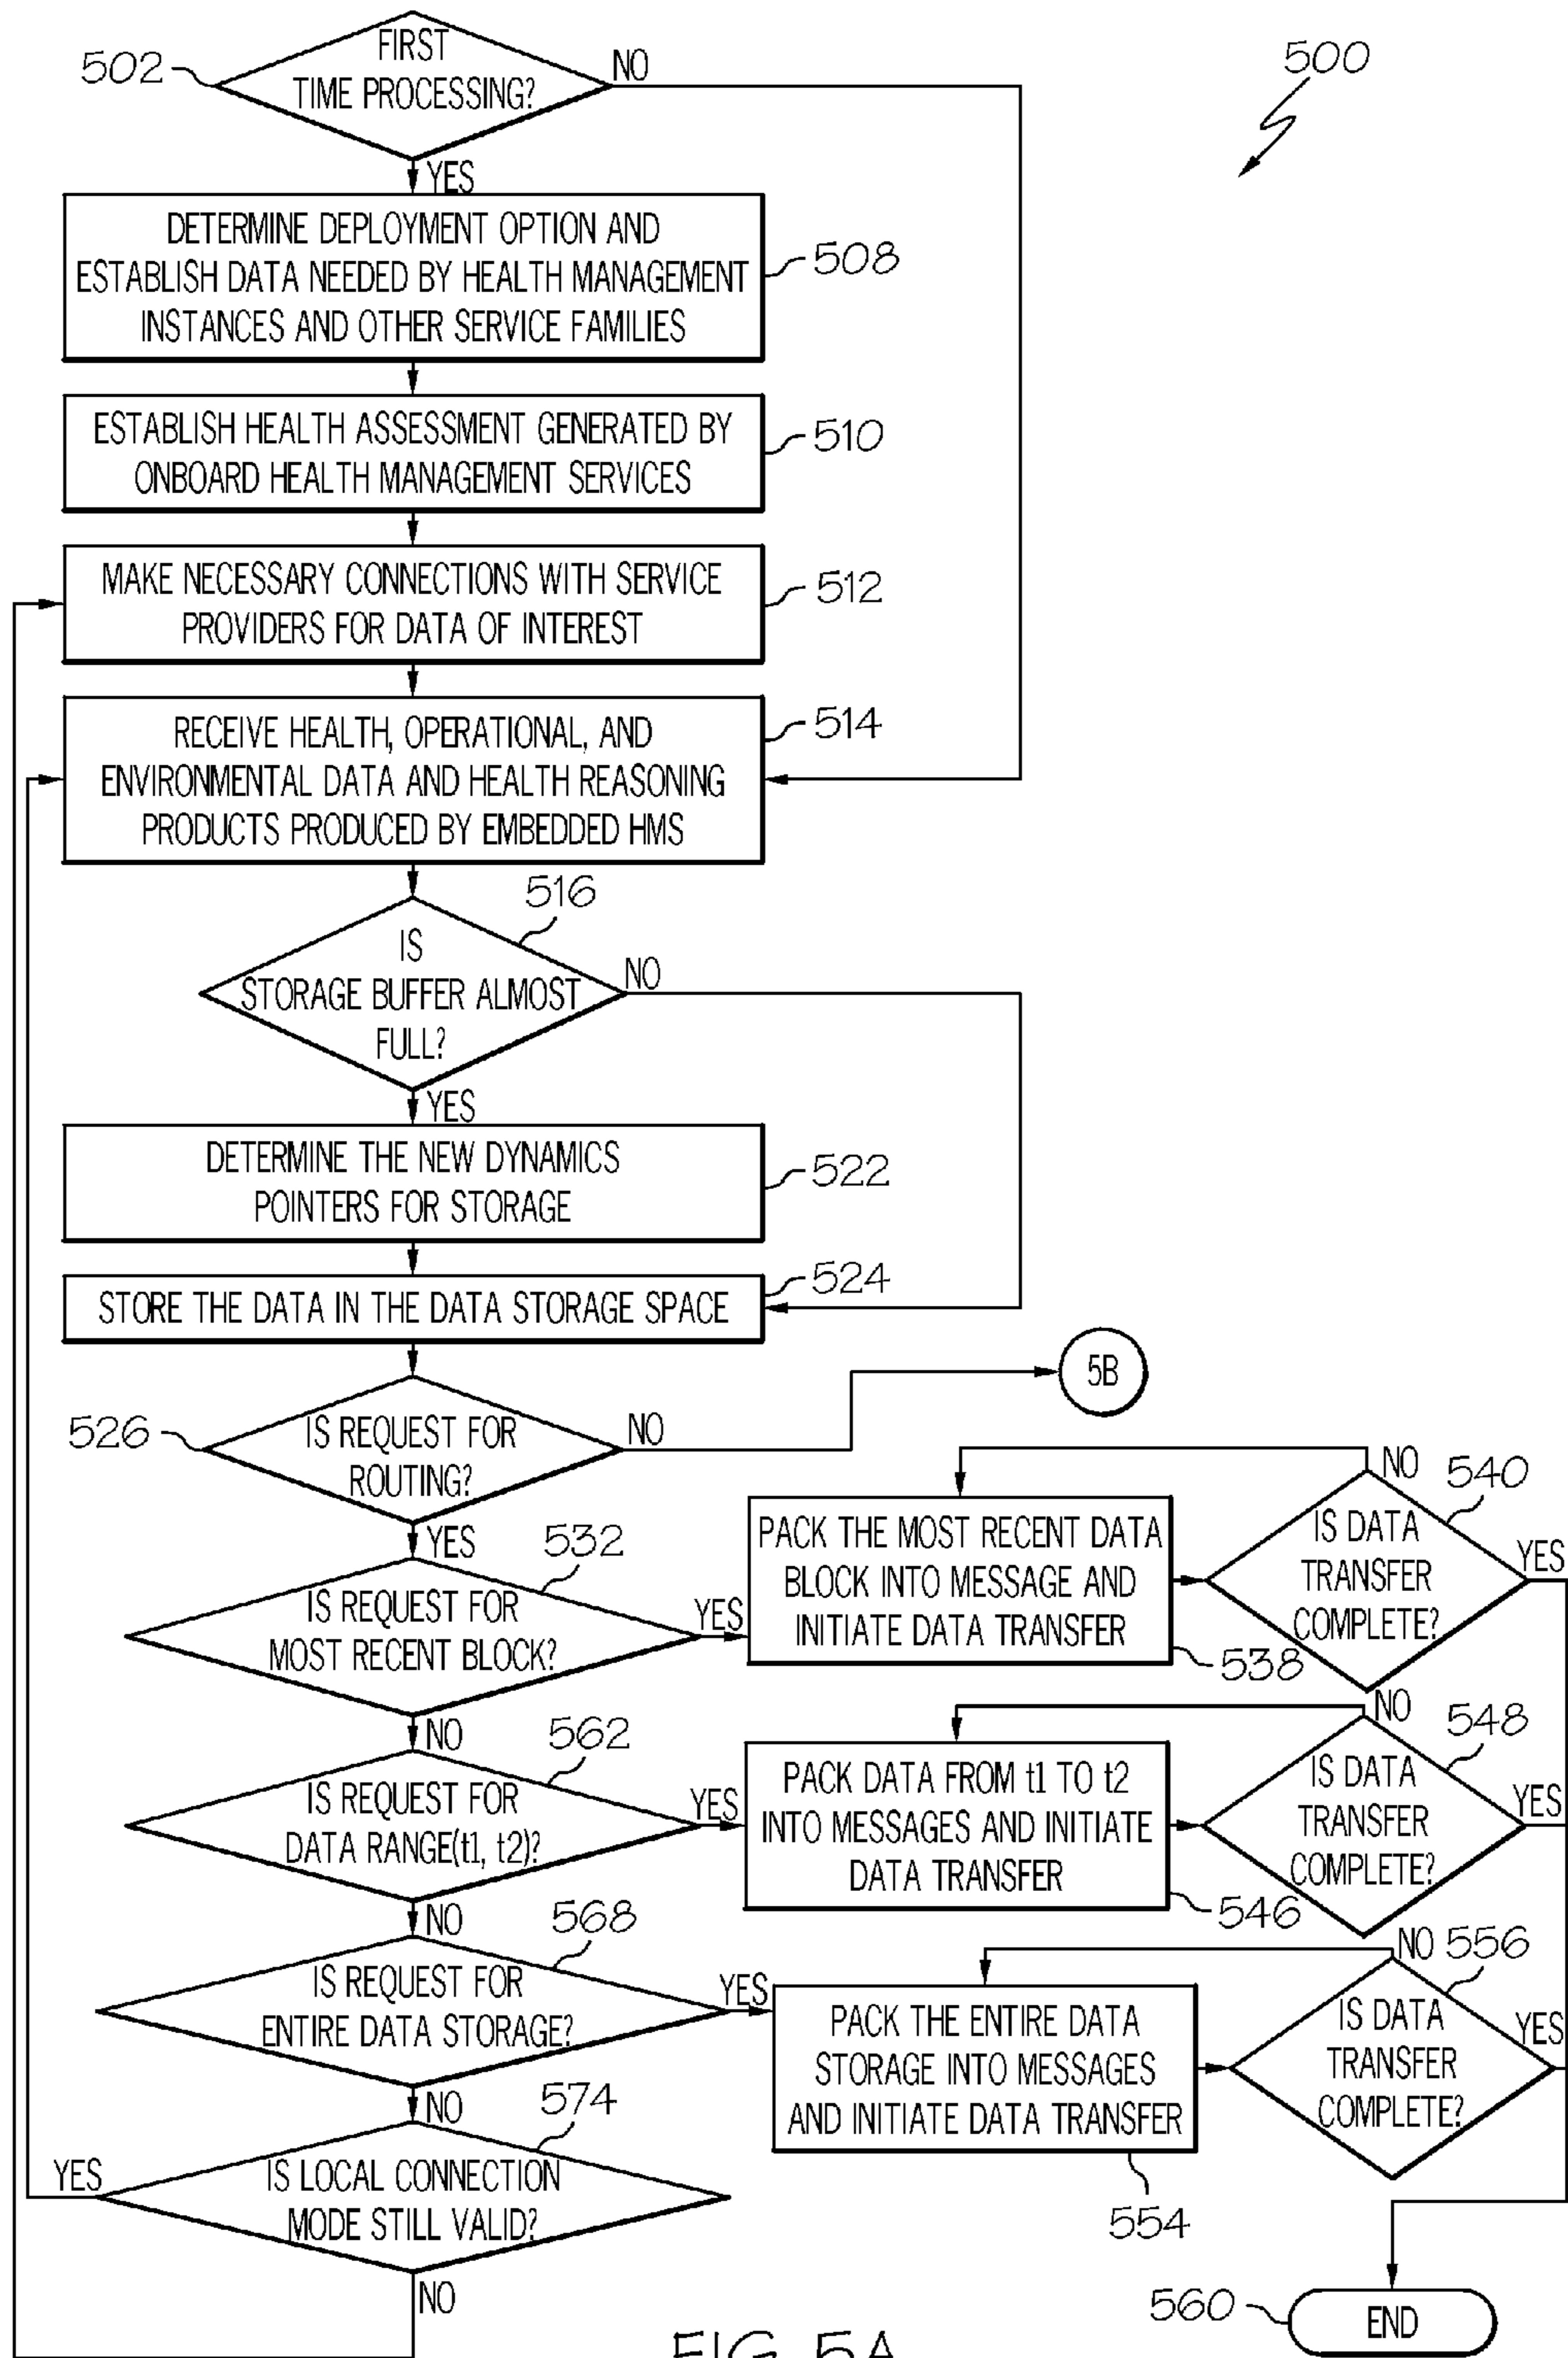 FIRST
502
NO
TIME PROCESSING?
500
YES
DETERMINE DEPLOYMENT OPTION AND
ESTABLISH DATA NEEDED BY HEALTH MANAGEMENT
INSTANCES AND OTHER SERVICE FAMILIES
508
ESTABLISH HEALTH ASSESSMENT GENERATED BY
ONBOARD HEALTH MANAGEMENT SERVICES
510
MAKE NECESSARY CONNECTIONS WITH SERVICE
PROVIDERS FOR DATA OF INTEREST
512
RECEIVE HEALTH, OPERATIONAL, AND
ENVIRONMENTAL DATA AND HEALTH REASONING
PRODUCTS PRODUCED BY EMBEDDED HMS
514
516
IS
STORAGE BUFFER ALMOST
FULL?
NO
YES
DETERMINE THE NEW DYNAMICS
POINTERS FOR STORAGE
522
STORE THE DATA IN THE DATA STORAGE SPACE
524
5B
526
IS REQUEST FOR
ROUTING?
NO
YES
532
IS REQUEST FOR
MOST RECENT BLOCK?
YES
PACK THE MOST RECENT DATA
BLOCK INTO MESSAGE AND
INITIATE DATA TRANSFER
538
NO
540
IS DATA
TRANSFER
COMPLETE?
YES
NO
562
IS REQUEST FOR
DATA RANGE(t1, t2)?
YES
PACK DATA FROM t1 TO t2
INTO MESSAGES AND INITIATE
DATA TRANSFER
546
NO
548
IS DATA
TRANSFER
COMPLETE?
YES
NO
568
IS REQUEST FOR
ENTIRE DATA STORAGE?
YES
PACK THE ENTIRE DATA
STORAGE INTO MESSAGES
AND INITIATE DATA TRANSFER
554
NO
556
IS DATA
TRANSFER
COMPLETE?
YES
NO
574
YES
IS LOCAL CONNECTION
MODE STILL VALID?
NO
560
END
FIG. 5A